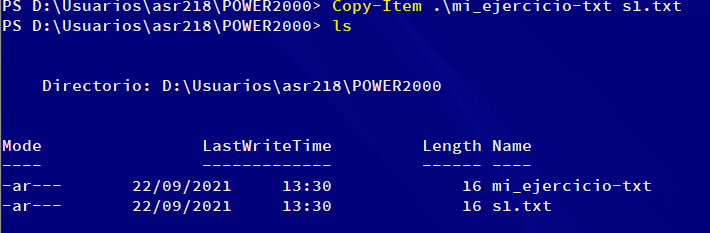 PS D:\Usuarios\asr218\POWER2000> Copy-Item .\mi_ejercicio-txt s1.txt
PS D:\Usuarios\asr218\POWER2000> ls
Directorio: D:\Usuarios\asr218\POWER2000
Mode LastWriteTime Length Name
---- ------------- ------ ----
-ar--- 22/09/2021 13:30 16 mi_ejercicio-txt
-ar--- 22/09/2021 13:30 16 s1.txt